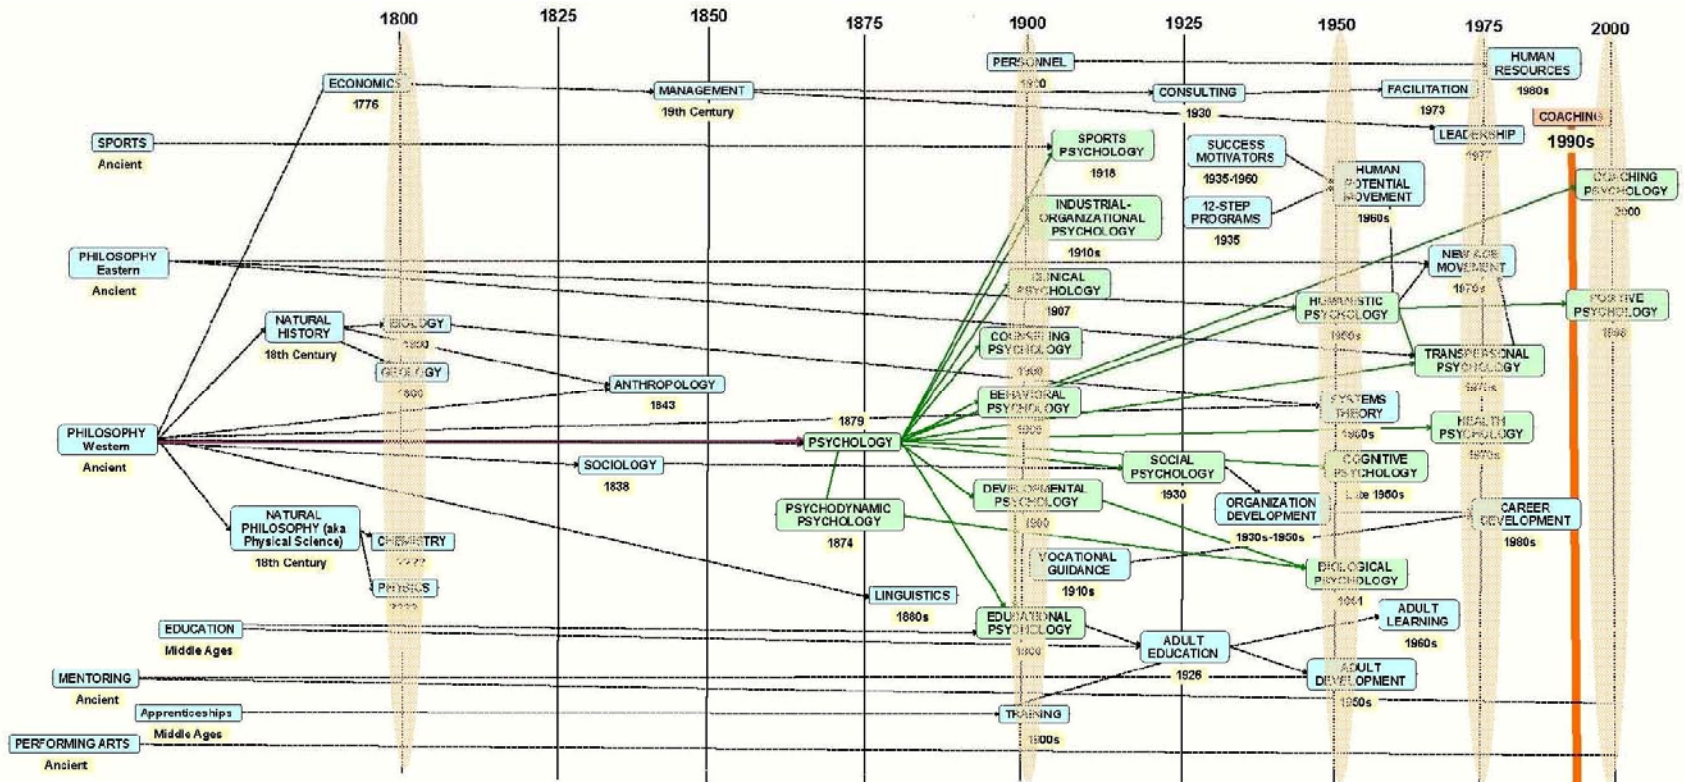 1800
1825
1850
1875
1900
1925
1950
1975
2000
PERSONNEL
HUMAN
RESOURCES
1980s
ECONOMICS
1776
MANAGEMENT
19th Century
CONSULTING
1930
FACILITATION
1973
COACHING
1990s
LEADERSHIP
1977
SPORTS
Ancient
SPORTS
PSYCHOLOGY
1918
SUCCESS
MOTIVATORS
1935-1960
HUMAN
POTENTIAL
MOVEMENT
1960s
12-STEP
PROGRAMS
1935
COACHING
PSYCHOLOGY
2000
INDUSTRIAL-
ORGANIZATIONAL
PSYCHOLOGY
1910s
PHILOSOPHY
Eastern
Ancient
NEW AGE
MOVEMENT
1970s
CLINICAL
PSYCHOLOGY
1907
HUMANISTIC
PSYCHOLOGY
POSITIVE
PSYCHOLOGY
1998
NATURAL
HISTORY
18th Century
BIOLOGY
GEOLOGY
COUNSELING
PSYCHOLOGY
TRANSPERSONAL
PSYCHOLOGY
1970s
ANTHROPOLOGY
1843
BEHAVIORAL
PSYCHOLOGY
SYSTEMS
THEORY
HEALTH
PSYCHOLOGY
1970s
PHILOSOPHY
Western
Ancient
1879
PSYCHOLOGY
SOCIOLOGY
1838
SOCIAL
PSYCHOLOGY
1930
COGNITIVE
PSYCHOLOGY
Late 1950s
DEVELOPMENTAL
PSYCHOLOGY
ORGANIZATION
DEVELOPMENT
1930s-1950s
CAREER
DEVELOPMENT
1980s
PSYCHODYNAMIC
PSYCHOLOGY
1874
NATURAL
PHILOSOPHY (aka
Physical Science)
18th Century
CHEMISTRY
PHYSICS
VOCATIONAL
GUIDANCE
1910s
BIOLOGICAL
PSYCHOLOGY
LINGUISTICS
1880s
EDUCATIONAL
PSYCHOLOGY
ADULT
LEARNING
1960s
EDUCATION
Middle Ages
ADULT
EDUCATION
1926
ADULT
DEVELOPMENT
MENTORING
Ancient
Apprenticeships
Middle Ages
TRAINING
PERFORMING ARTS
Ancient